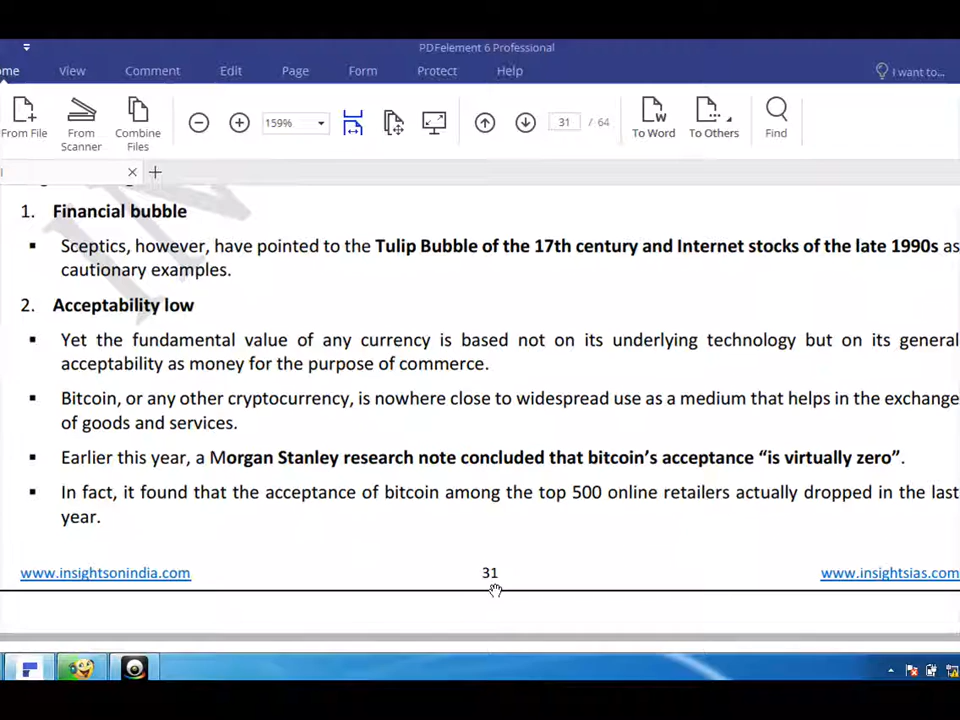 PDFelement 6 Professional
ome View Comment Edit Page Form Protect Help I want to...
From File From Scanner Combine Files 159% 31 / 64 To Word To Others Find
1. Financial bubble
▪ Sceptics, however, have pointed to the Tulip Bubble of the 17th century and Internet stocks of the late 1990s as
cautionary examples.
2. Acceptability low
▪ Yet the fundamental value of any currency is based not on its underlying technology but on its general
acceptability as money for the purpose of commerce.
▪ Bitcoin, or any other cryptocurrency, is nowhere close to widespread use as a medium that helps in the exchange
of goods and services.
▪ Earlier this year, a Morgan Stanley research note concluded that bitcoin’s acceptance “is virtually zero”.
▪ In fact, it found that the acceptance of bitcoin among the top 500 online retailers actually dropped in the last
year.
www.insightsonindia.com 31 www.insightsias.com